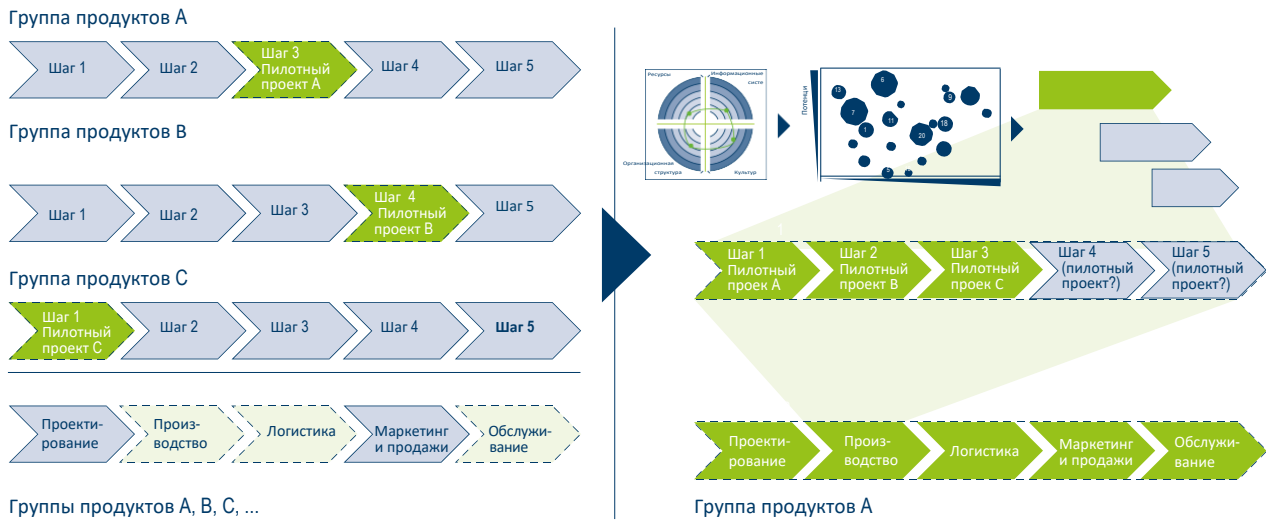 Группа продуктов A
Шаг 1
Шаг 2
Шаг 3
Пилотный
проект A
Шаг 4
Шаг 5
Группа продуктов B
Шаг 1
Шаг 2
Шаг 3
Шаг 4
Пилотный
проект B
Шаг 5
Группа продуктов C
Шаг 1
Пилотный
проект C
Шаг 2
Шаг 3
Шаг 4
Шаг 5
Проекти-
рование
Произ-
водство
Логистика
Маркетинг
и продажи
Обслужи-
вание
Группы продуктов A, B, C, ...
Ресурсы
Информационные
систе
Организационная
структура
Культур
Потенци
13
6
9
7
11
1
18
20
5
1
Шаг 1
Пилотный
проек A
Шаг 2
Пилотный
проект B
Шаг 3
Пилотный
проек C
Шаг 4
(пилотный
проект?)
Шаг 5
(пилотный
проект?)
Проекти-
рование
Произ-
водство
Логистика
Маркетинг
и продажи
Обслужи-
вание
Группа продуктов A